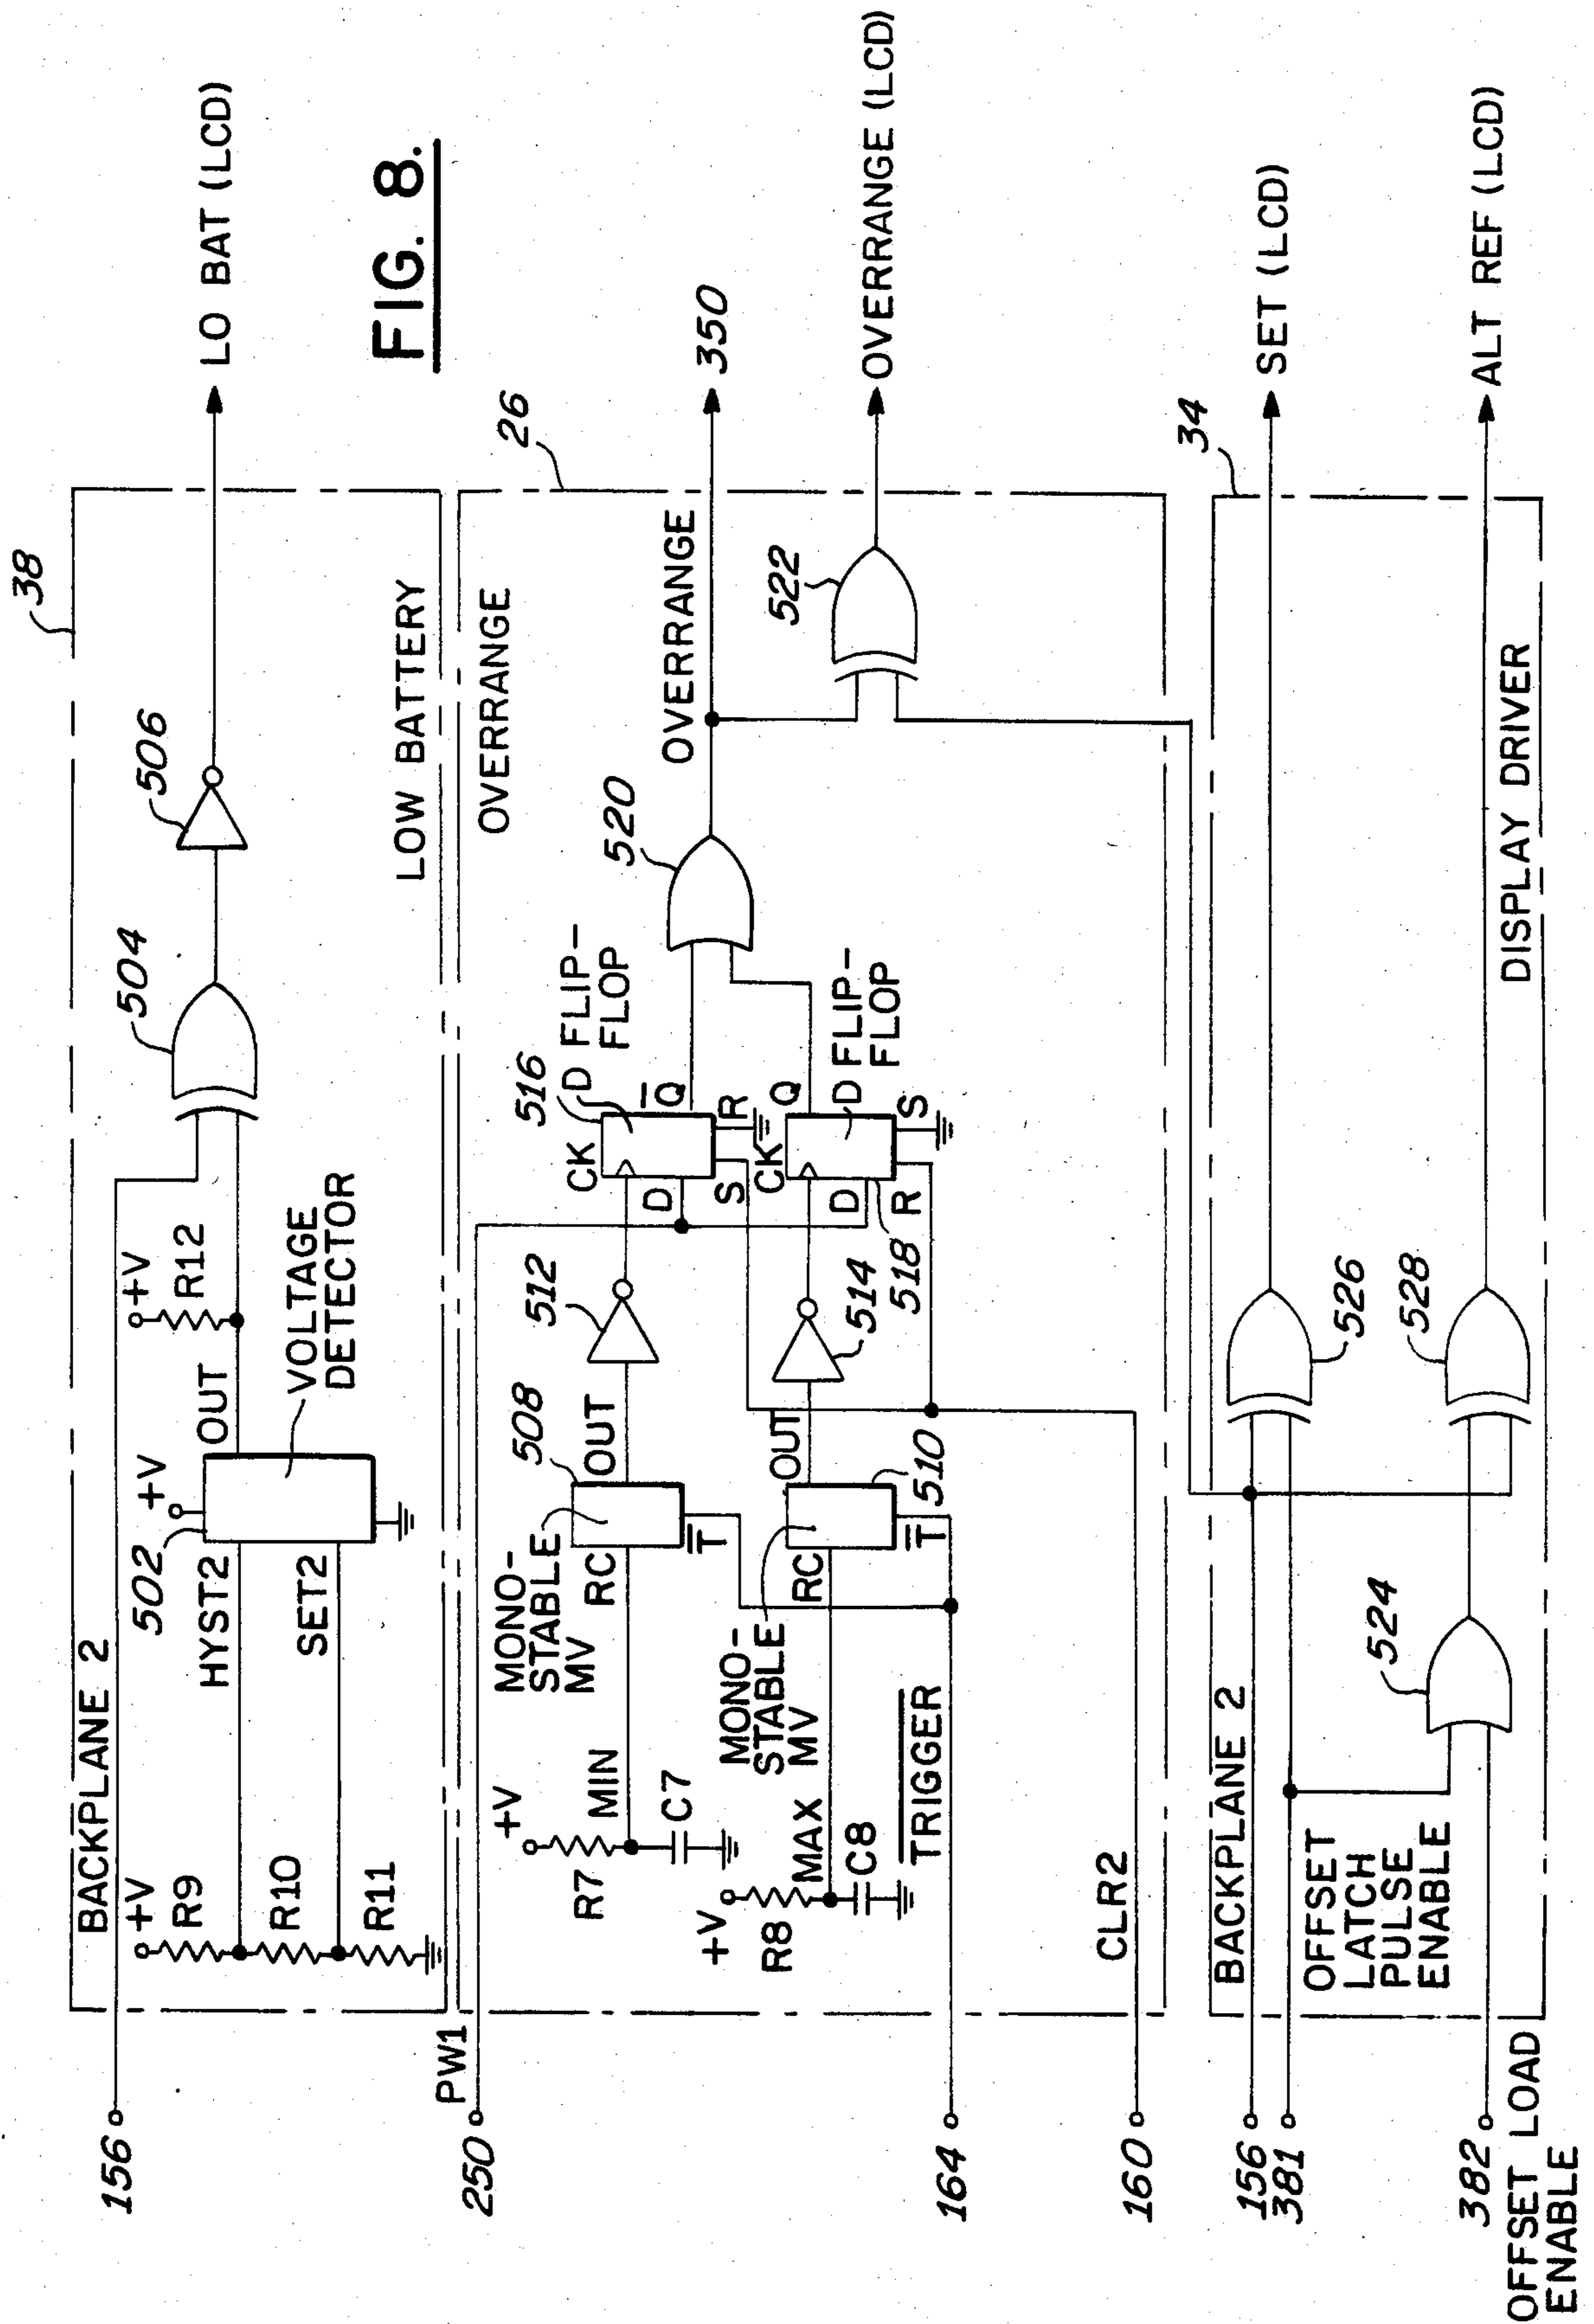 FIG. 8.
38
BACKPLANE 2
156
+V
R9
R10
R11
HYST2
SET2
502
+V
OUT
VOLTAGE
DETECTOR
+V
R12
504
506
LO BAT (LCD)
LOW BATTERY
OVERRANGE
26
PW1
250
+V
R7
MIN
C7
MONO-
STABLE
MV
RC
508
OUT
T
512
516
CK
D
D FLIP-
FLOP
Q
R
S
520
OVERRANGE
350
+V
R8
MAX
C8
MONO-
STABLE
MV
RC
OUT
510
T
514
518
CK
D
D FLIP-
FLOP
Q
R
S
522
OVERRANGE (LCD)
TRIGGER
164
CLR2
160
34
BACKPLANE 2
156
381
OFFSET
LATCH
PULSE
ENABLE
382
OFFSET LOAD
ENABLE
524
526
528
SET (LCD)
ALT REF (LCD)
DISPLAY DRIVER